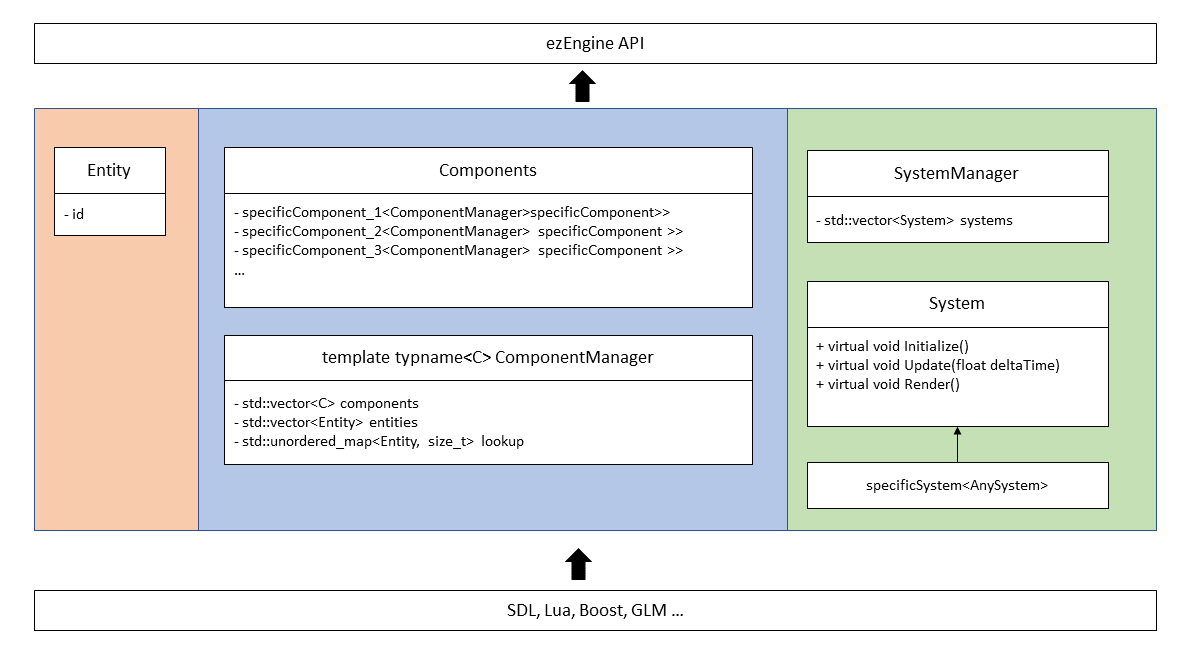 ezEngine API
Entity
- id
Components
- specificComponent_1<ComponentManager>specificComponent>>
- specificComponent_2<ComponentManager> specificComponent >>
- specificComponent_3<ComponentManager> specificComponent >>
...
template typname<C> ComponentManager
- std::vector<C> components
- std::vector<Entity> entities
- std::unordered_map<Entity, size_t> lookup
SystemManager
- std::vector<System> systems
System
+ virtual void Initialize()
+ virtual void Update(float deltaTime)
+ virtual void Render()
specificSystem<AnySystem>
SDL, Lua, Boost, GLM ...